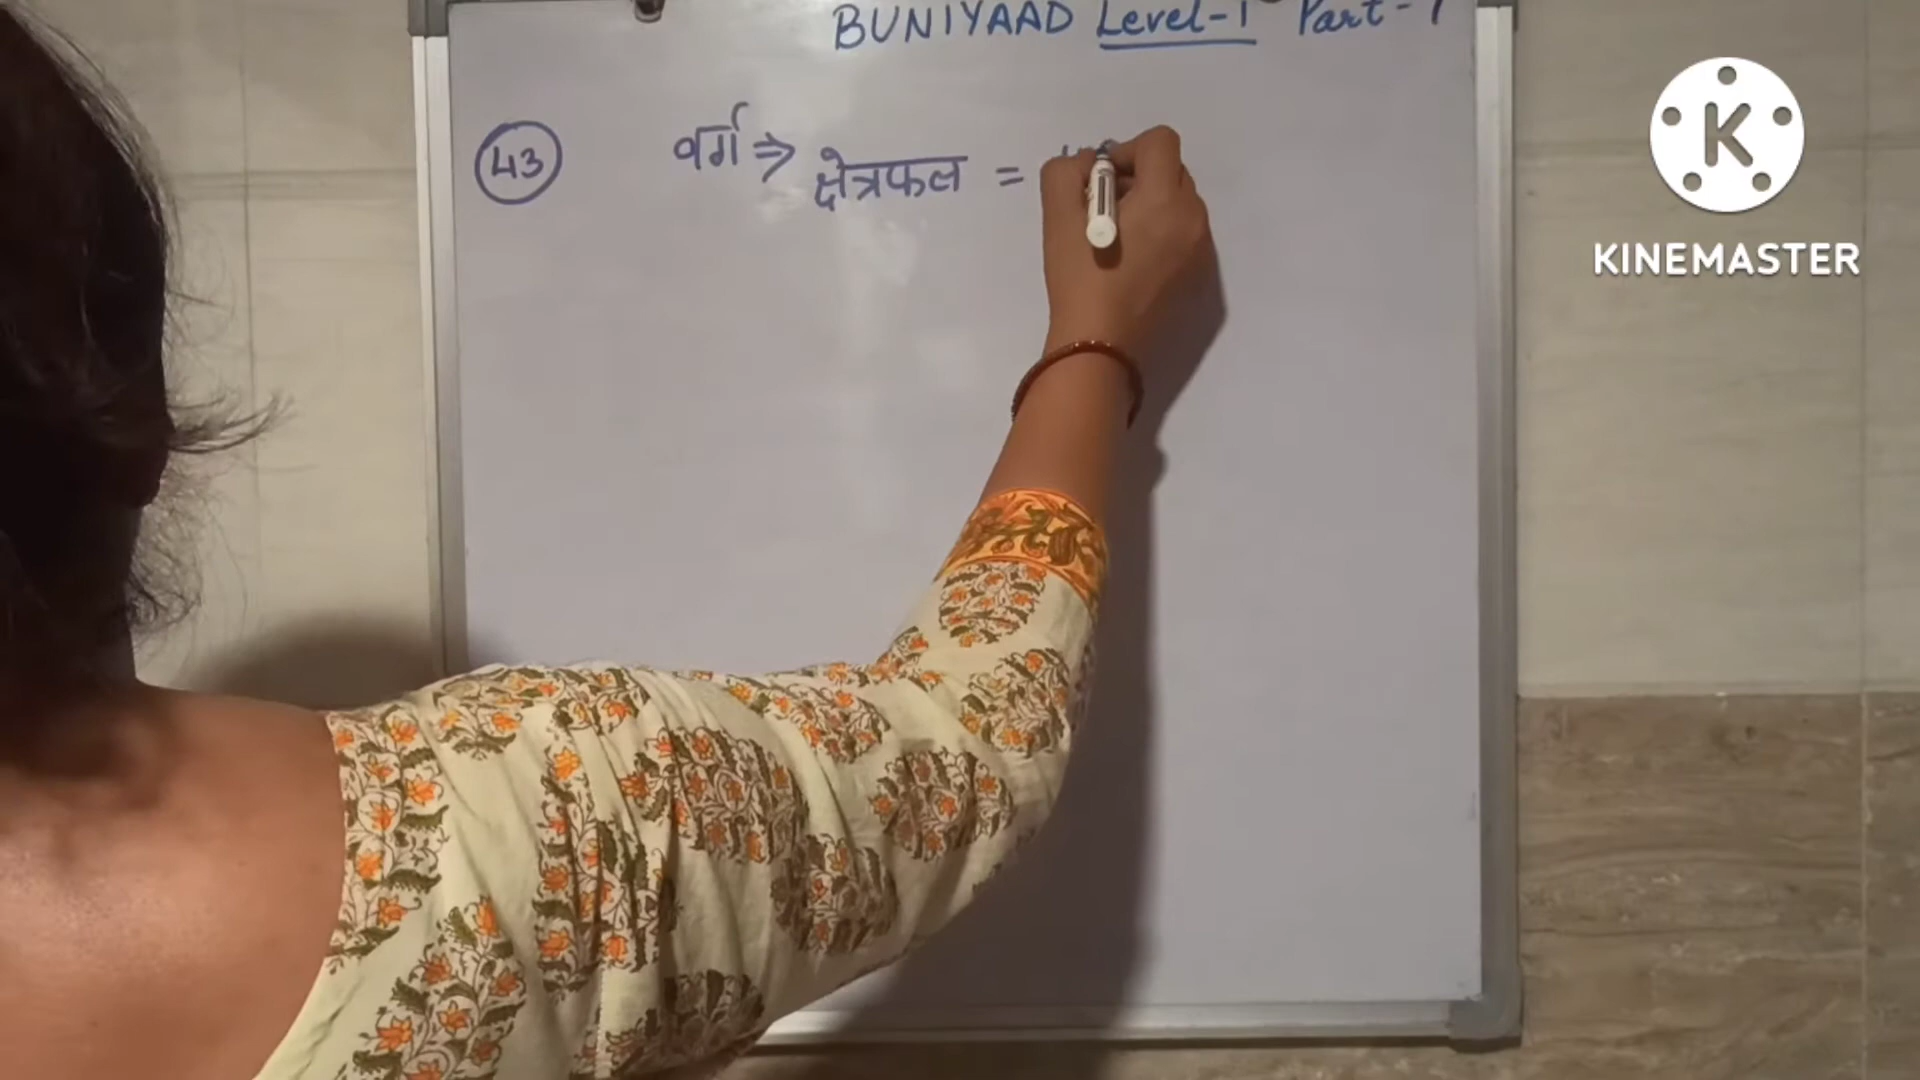 BUNIYAAD Level-1 Part-1
43 वर्ग ⇒ क्षेत्रफल =
KINEMASTER